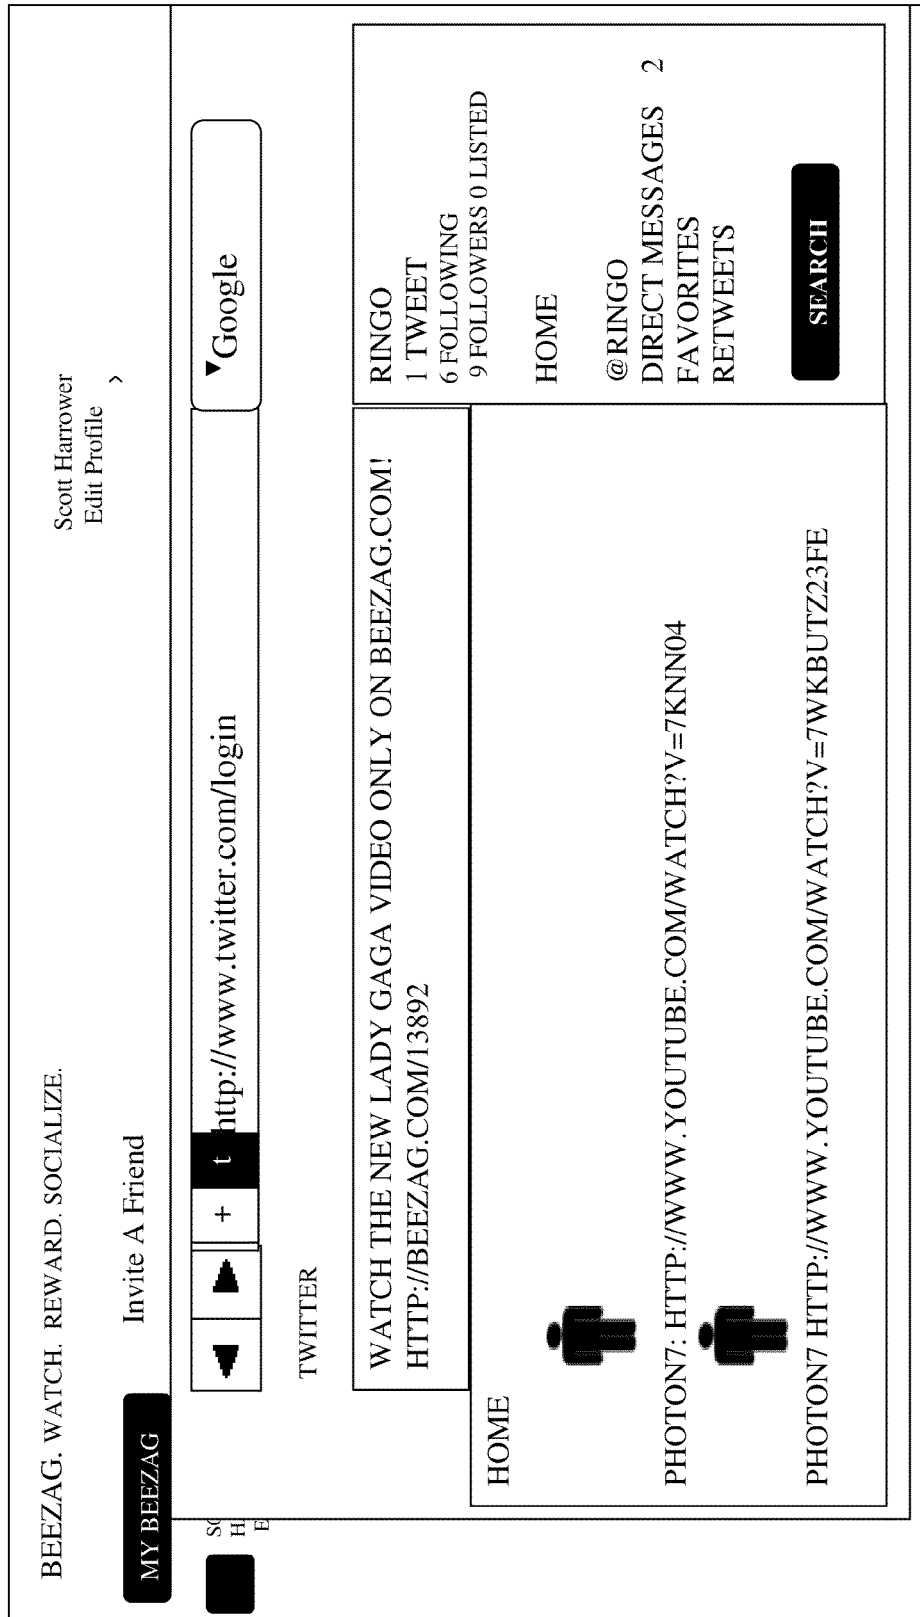 BEEZAG. WATCH. REWARD. SOCIALIZE.
Scott Harrower
Edit Profile
MY BEEZAG
Invite A Friend
+
t
http://www.twitter.com/login
Google
TWITTER
WATCH THE NEW LADY GAGA VIDEO ONLY ON BEEZAG.COM!
HTTP://BEEZAG.COM/13892
HOME
PHOTON7: HTTP://WWW.YOUTUBE.COM/WATCH?V=7KNN04
PHOTON7 HTTP://WWW.YOUTUBE.COM/WATCH?V=7WKBUTZ23FE
RINGO
1 TWEET
6 FOLLOWING
9 FOLLOWERS 0 LISTED
HOME
@RINGO
DIRECT MESSAGES 2
FAVORITES
RETWEETS
SEARCH